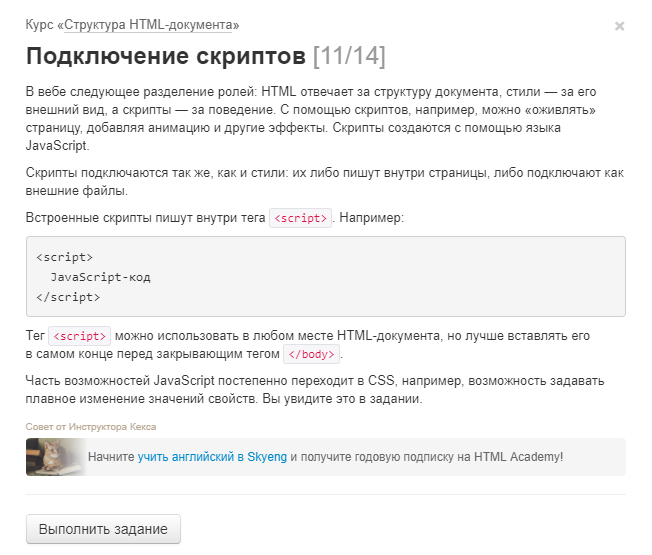 Курс «Структура HTML-документа»
×
Подключение скриптов [11/14]
В вебе следующее разделение ролей: HTML отвечает за структуру документа, стили — за его
внешний вид, а скрипты — за поведение. С помощью скриптов, например, можно «оживлять»
страницу, добавляя анимацию и другие эффекты. Скрипты создаются с помощью языка
JavaScript.
Скрипты подключаются так же, как и стили: их либо пишут внутри страницы, либо подключают как
внешние файлы.
Встроенные скрипты пишут внутри тега <script>. Например:
<script>
  JavaScript-код
</script>
Тег <script> можно использовать в любом месте HTML-документа, но лучше вставлять его
в самом конце перед закрывающим тегом </body>.
Часть возможностей JavaScript постепенно переходит в CSS, например, возможность задавать
плавное изменение значений свойств. Вы увидите это в задании.
Совет от Инструктора Кекса
Начните учить английский в Skyeng и получите годовую подписку на HTML Academy!
Выполнить задание